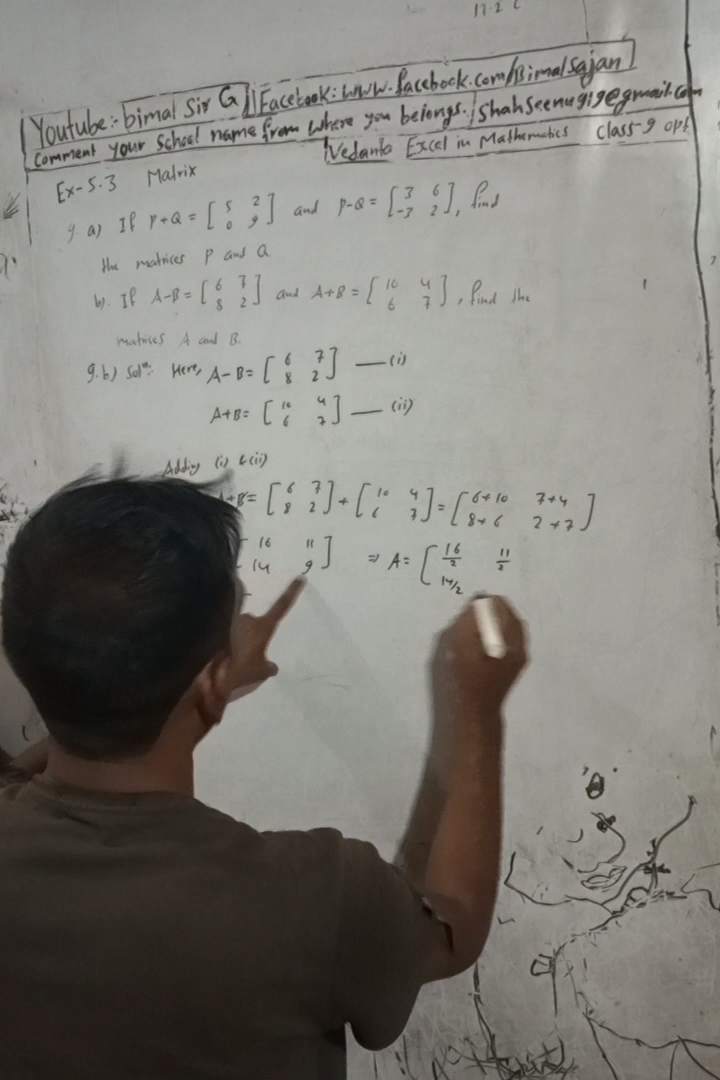 17.2
Youtube:- bimal Sir G Facebook: www.facebook.com/Bimalsajan
Comment your School name from where you belongs. shahseenu919@gmail.com
Vedanta Excel in Mathematics class-9 opt
Ex-5.3 Matrix
9. a) If P+Q = [5 2 0 9] and P-Q = [3 6 -3 2], find
the matrices P and Q
b). If A-B = [6 7 8 2] and A+B = [10 4 6 7], find the
matrices A and B.
9.b) Solⁿ: Here, A-B = [6 7 8 2] —(i)
A+B = [10 4 6 7] —(ii)
Adding (i) & (ii)
+B = [6 7 8 2] + [10 4 6 7] = [6+10 7+4 8+6 2+7]
16 11 14 9] ⇒ A = [16/2 11/2 14/2